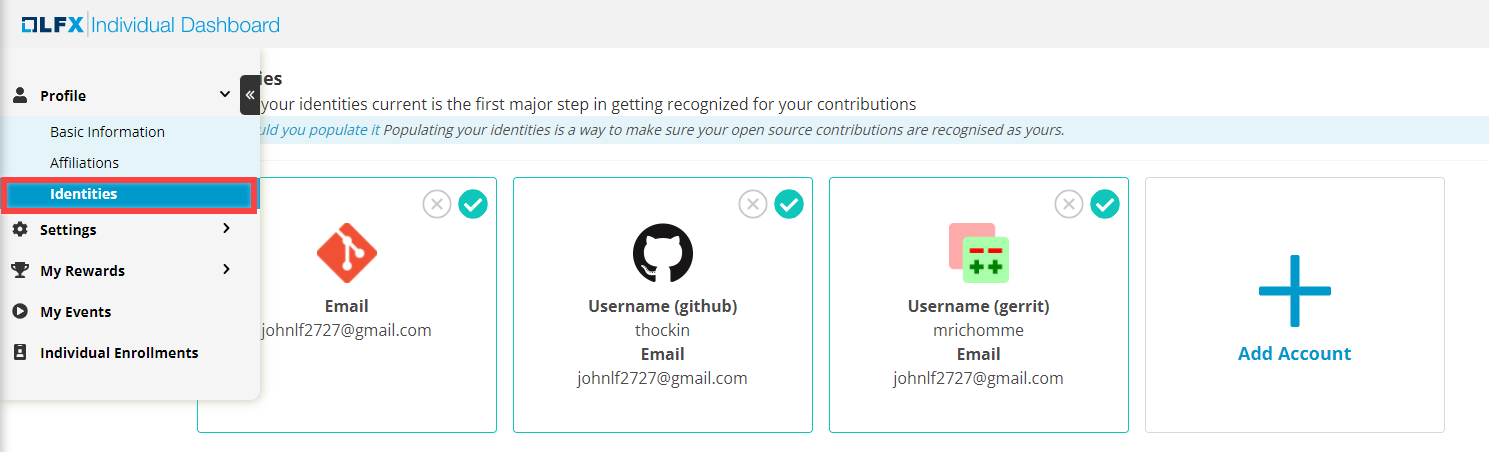 LFX Individual Dashboard
Profile
Basic Information
Affiliations
Identities
Settings
My Rewards
My Events
Individual Enrollments
ies
your identities current is the first major step in getting recognized for your contributions
uld you populate it Populating your identities is a way to make sure your open source contributions are recognised as yours.
Email
johnlf2727@gmail.com
Username (github)
thockin
Email
johnlf2727@gmail.com
Username (gerrit)
mrichomme
Email
johnlf2727@gmail.com
Add Account